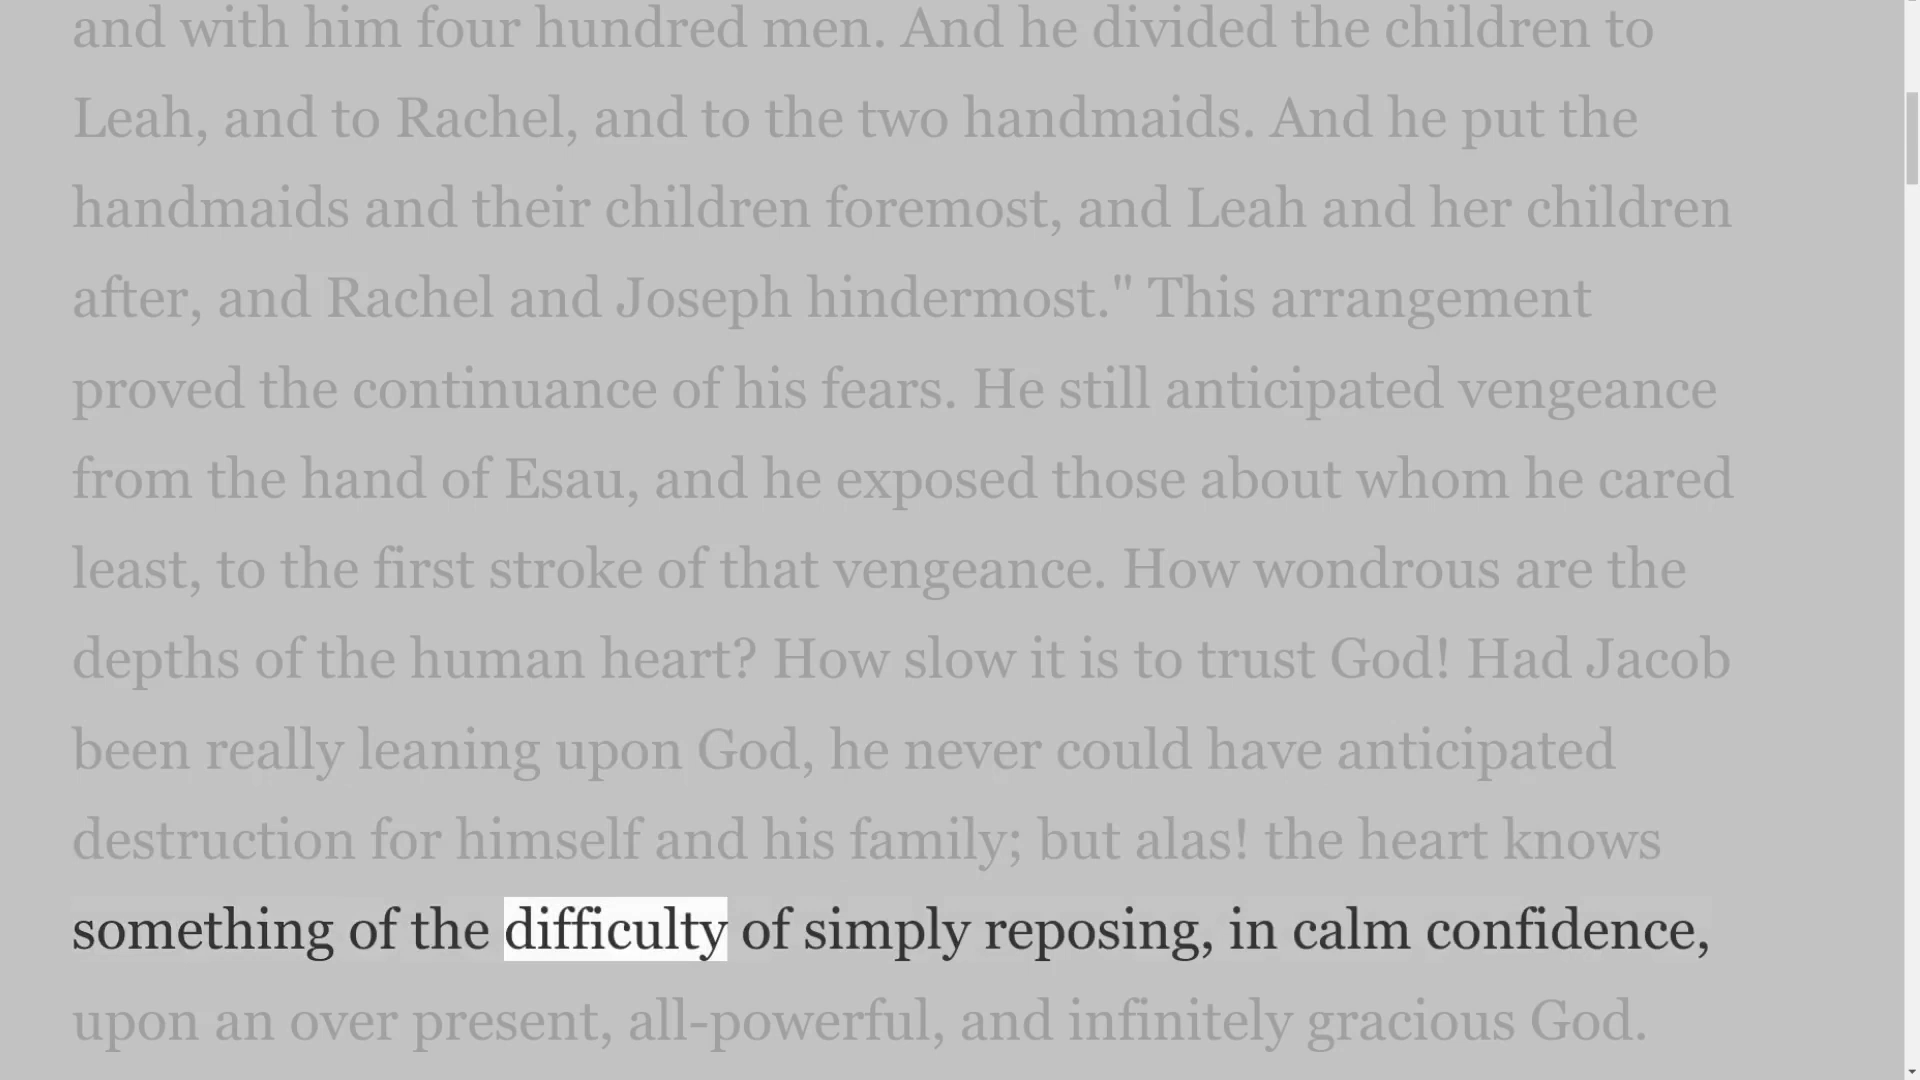 and with him four hundred men. And he divided the children to
Leah, and to Rachel, and to the two handmaids. And he put the
handmaids and their children foremost, and Leah and her children
after, and Rachel and Joseph hindermost." This arrangement
proved the continuance of his fears. He still anticipated vengeance
from the hand of Esau, and he exposed those about whom he cared
least, to the first stroke of that vengeance. How wondrous are the
depths of the human heart? How slow it is to trust God! Had Jacob
been really leaning upon God, he never could have anticipated
destruction for himself and his family; but alas! the heart knows
something of the difficulty of simply reposing, in calm confidence,
upon an over present, all-powerful, and infinitely gracious God.